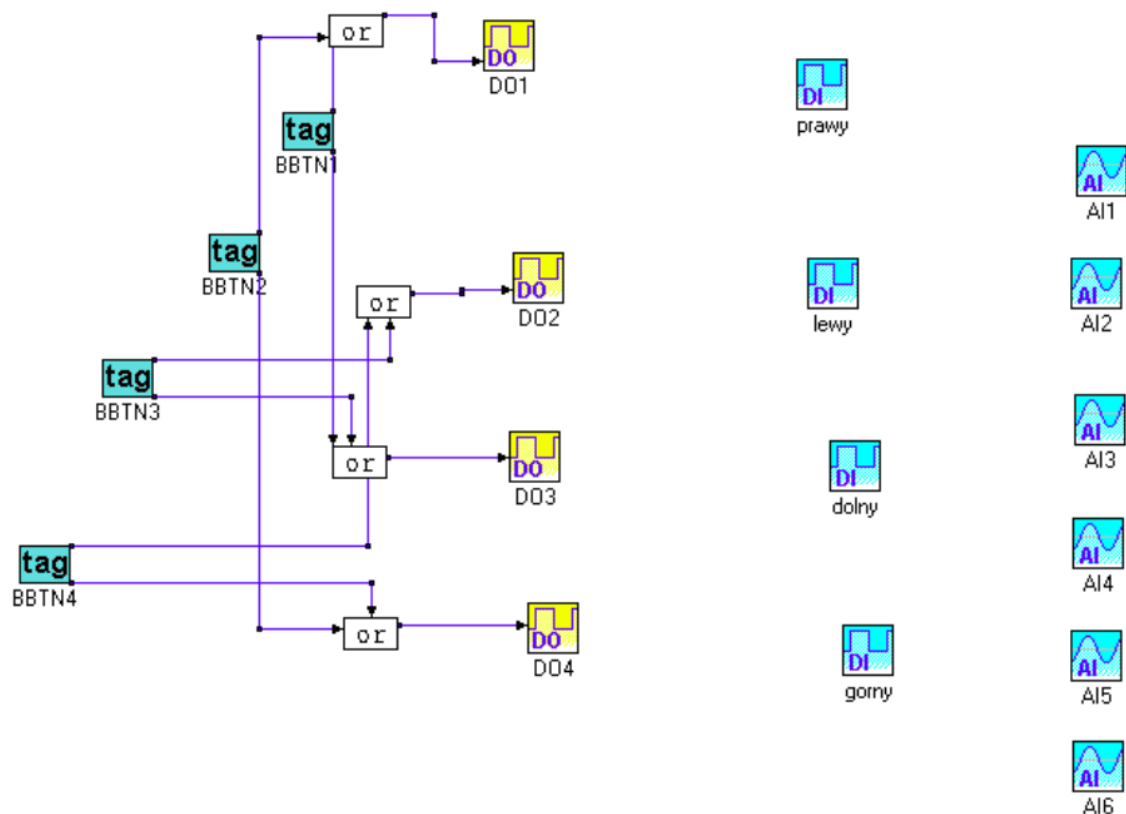 or
DO
DO1
DI
prawy
tag
BBTN1
AI
AI1
tag
BBTN2
or
DO
DO2
DI
lewy
AI
AI2
tag
BBTN3
or
DO
DO3
DI
dolny
AI
AI3
tag
BBTN4
AI
AI4
or
DO
DO4
DI
gorny
AI
AI5
AI
AI6